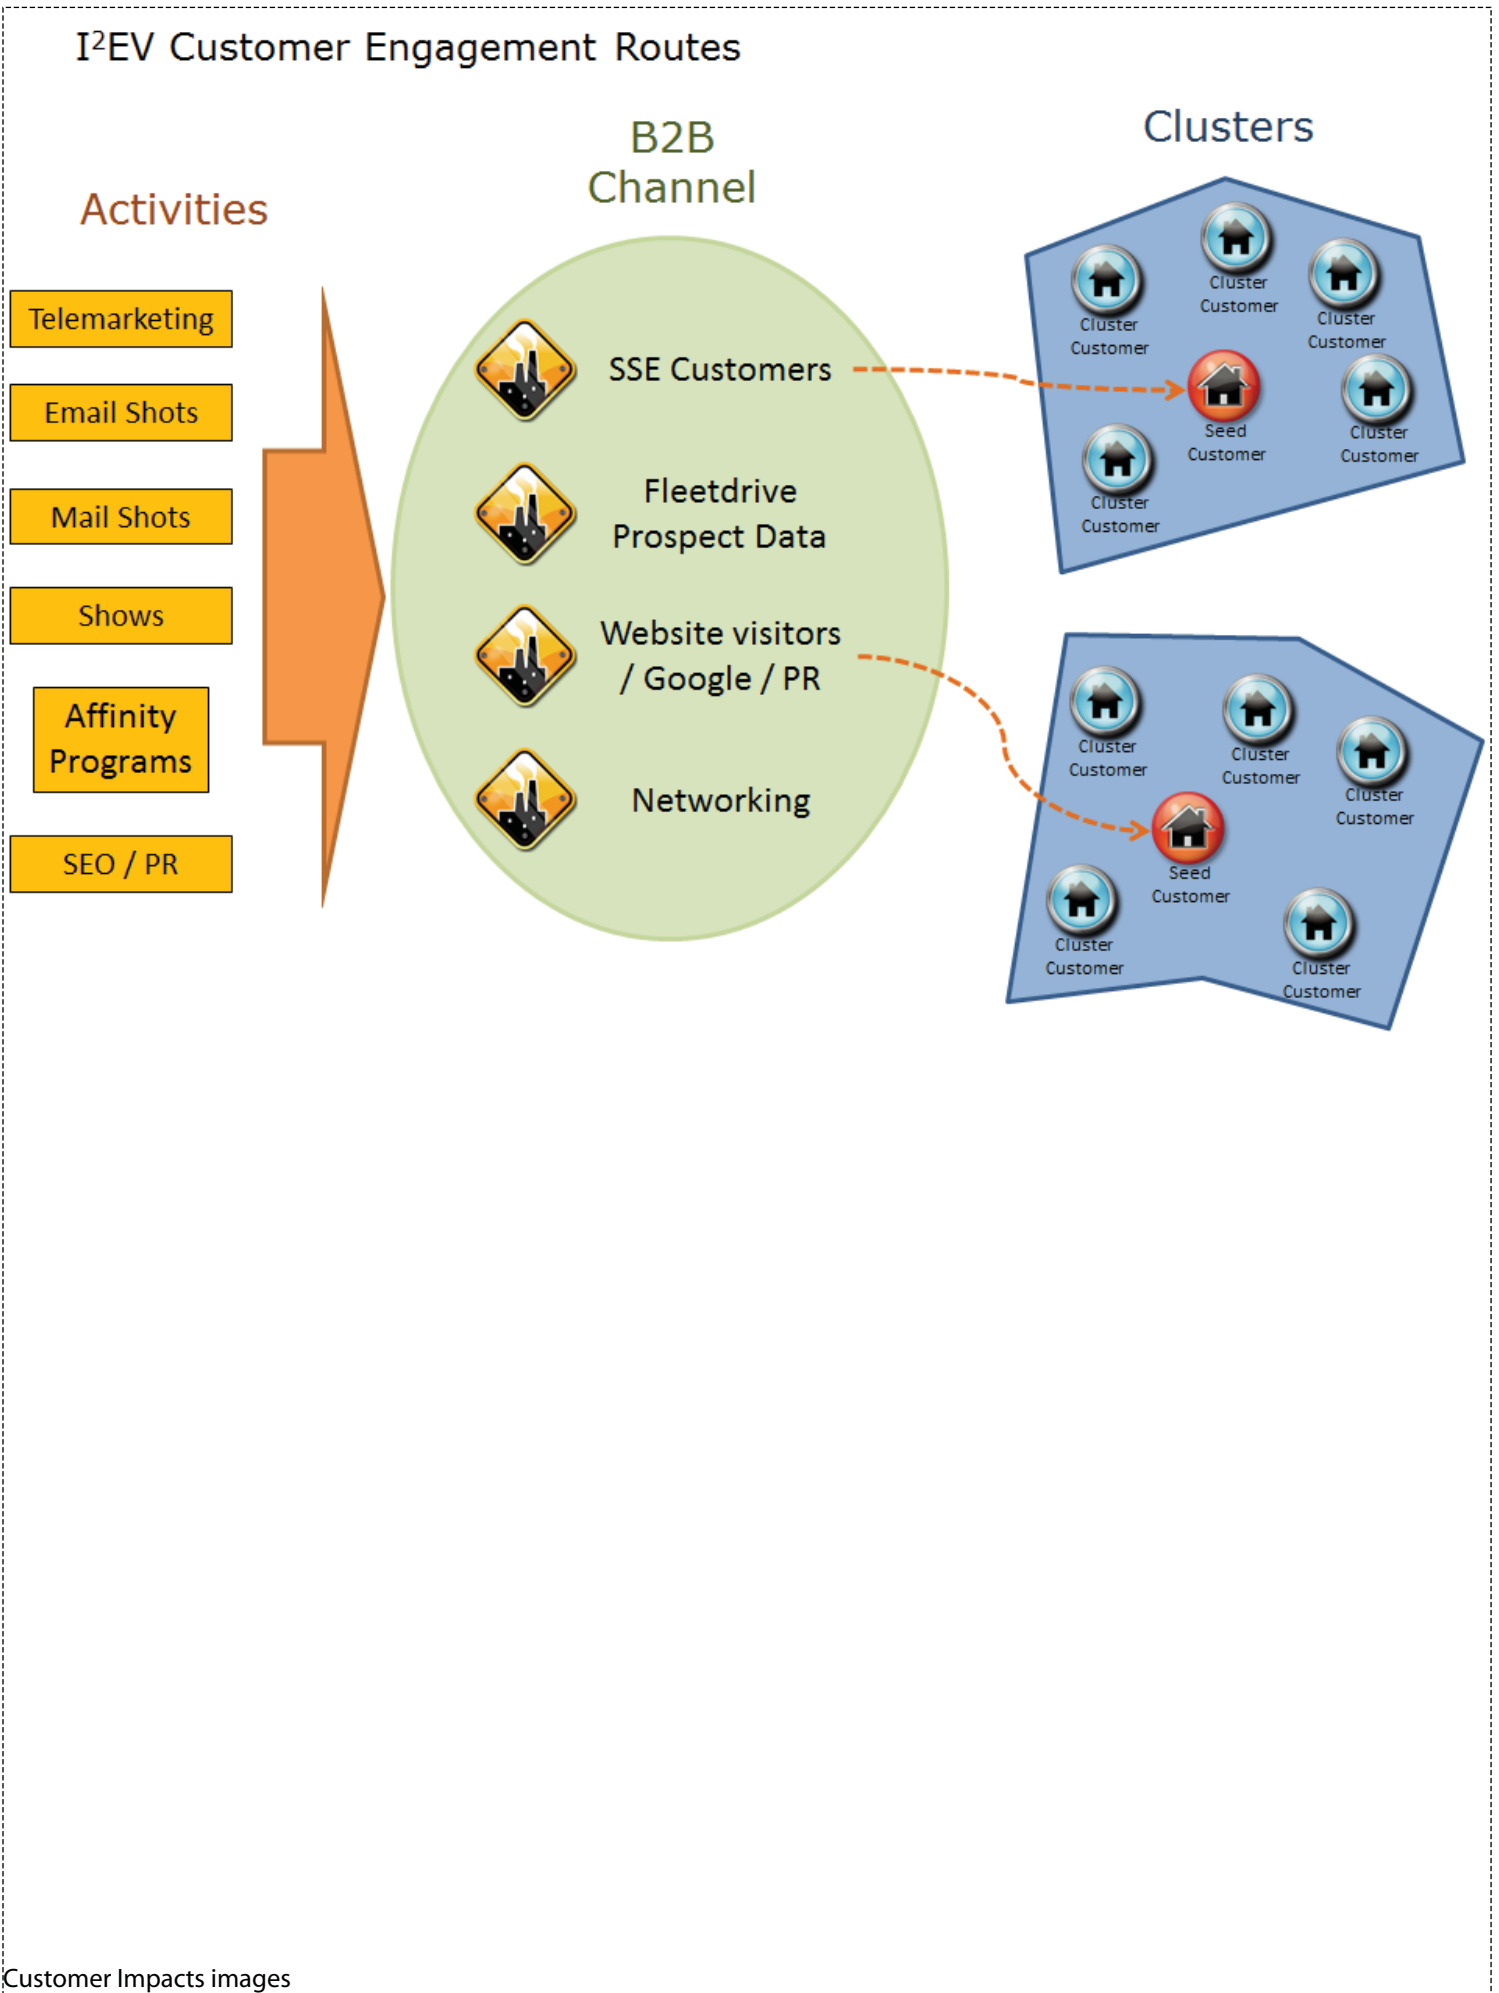 I²EV Customer Engagement Routes
Activities
Telemarketing
Email Shots
Mail Shots
Shows
Affinity
Programs
SEO / PR
B2B
Channel
SSE Customers
Fleetdrive
Prospect Data
Website visitors
/ Google / PR
Networking
Clusters
Cluster
Customer
Cluster
Customer
Cluster
Customer
Seed
Customer
Cluster
Customer
Cluster
Customer
Cluster
Customer
Cluster
Customer
Cluster
Customer
Seed
Customer
Cluster
Customer
Cluster
Customer
Customer Impacts images